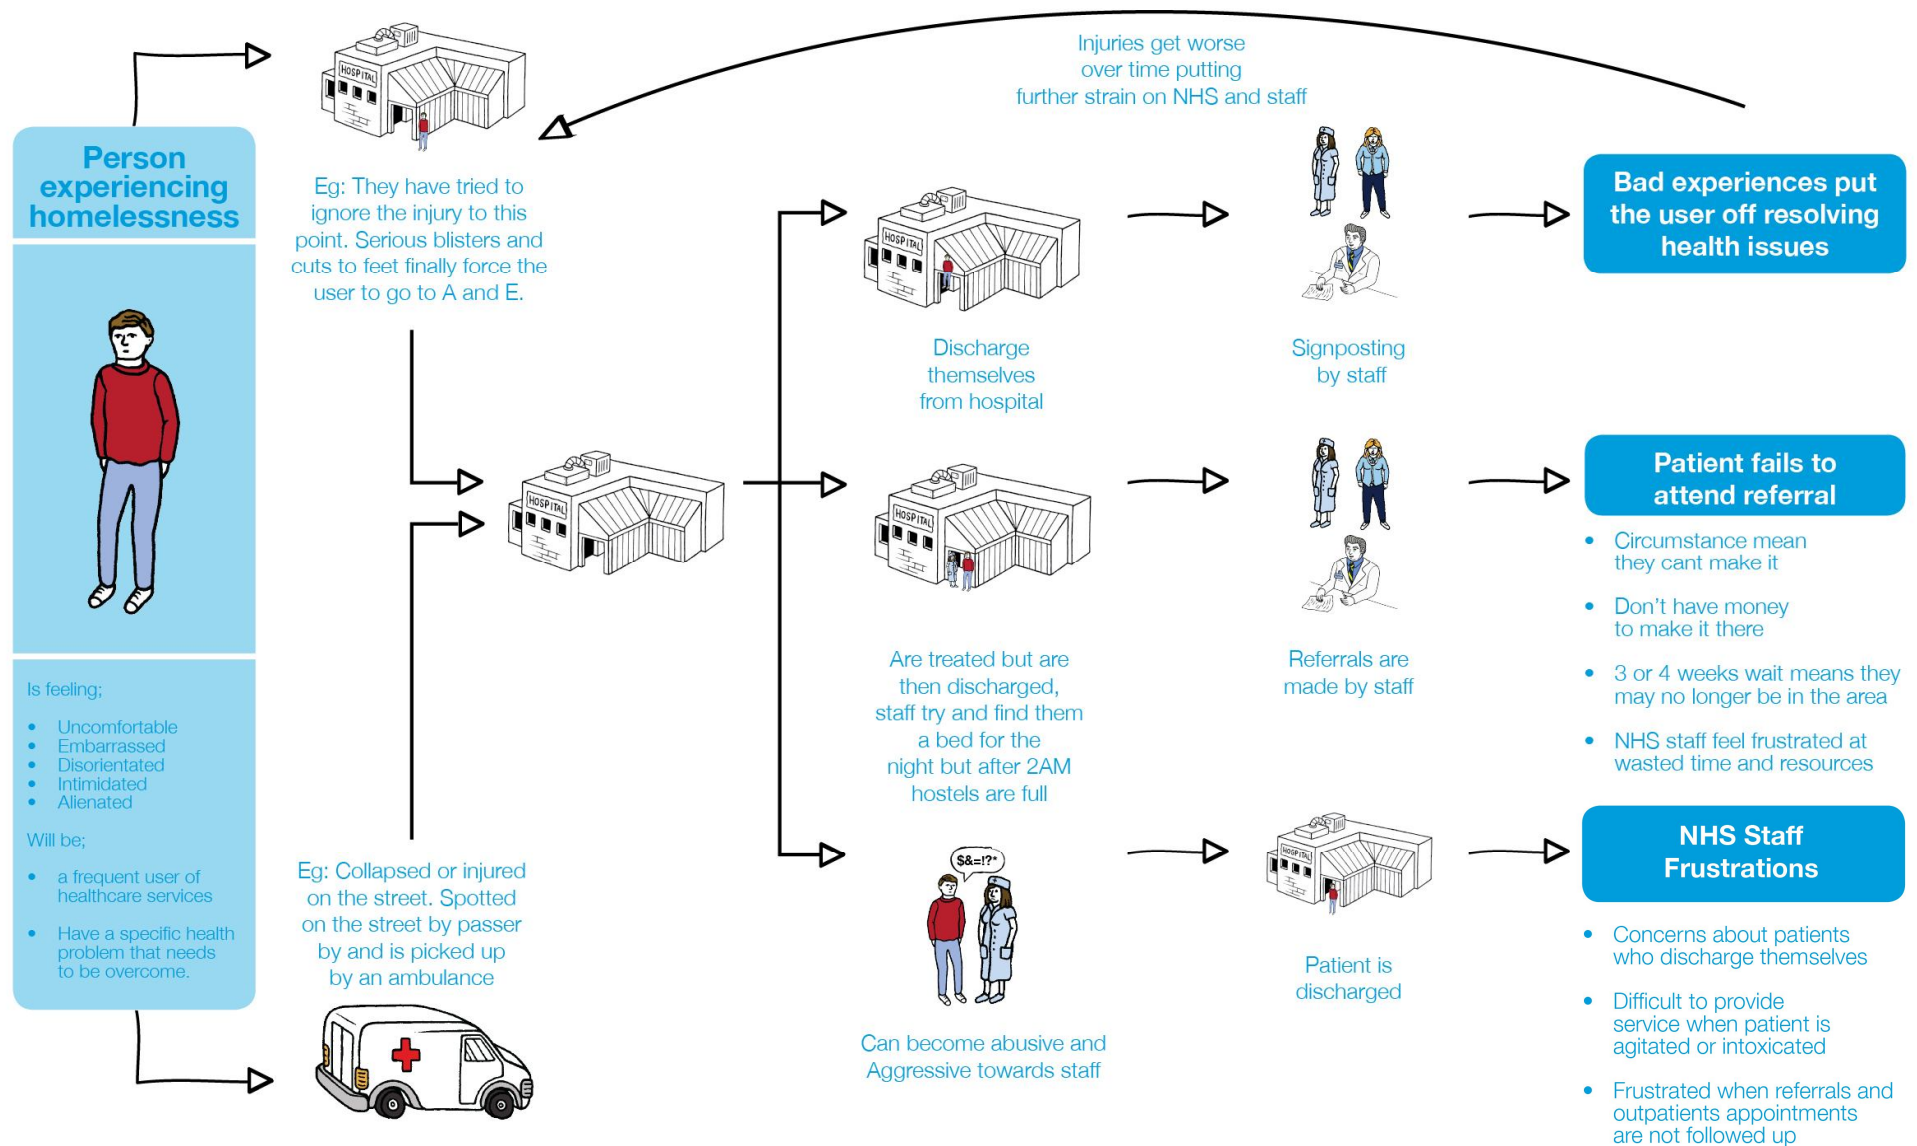 Person
experiencing
homelessness
Is feeling;
• Uncomfortable
• Embarrassed
• Disorientated
• Intimidated
• Alienated
Will be;
• a frequent user of
healthcare services
• Have a specific health
problem that needs
to be overcome.
HOSPITAL
Eg: They have tried to
ignore the injury to this
point. Serious blisters and
cuts to feet finally force the
user to go to A and E.
Eg: Collapsed or injured
on the street. Spotted
on the street by passer
by and is picked up
by an ambulance
HOSPITAL
Injuries get worse
over time putting
further strain on NHS and staff
HOSPITAL
Discharge
themselves
from hospital
Signposting
by staff
Bad experiences put
the user off resolving
health issues
HOSPITAL
Are treated but are
then discharged,
staff try and find them
a bed for the
night but after 2AM
hostels are full
Referrals are
made by staff
Patient fails to
attend referral
• Circumstance mean
they cant make it
• Don't have money
to make it there
• 3 or 4 weeks wait means they
may no longer be in the area
• NHS staff feel frustrated at
wasted time and resources
$&=!?*
Can become abusive and
Aggressive towards staff
HOSPITAL
Patient is
discharged
NHS Staff
Frustrations
• Concerns about patients
who discharge themselves
• Difficult to provide
service when patient is
agitated or intoxicated
• Frustrated when referrals and
outpatients appointments
are not followed up